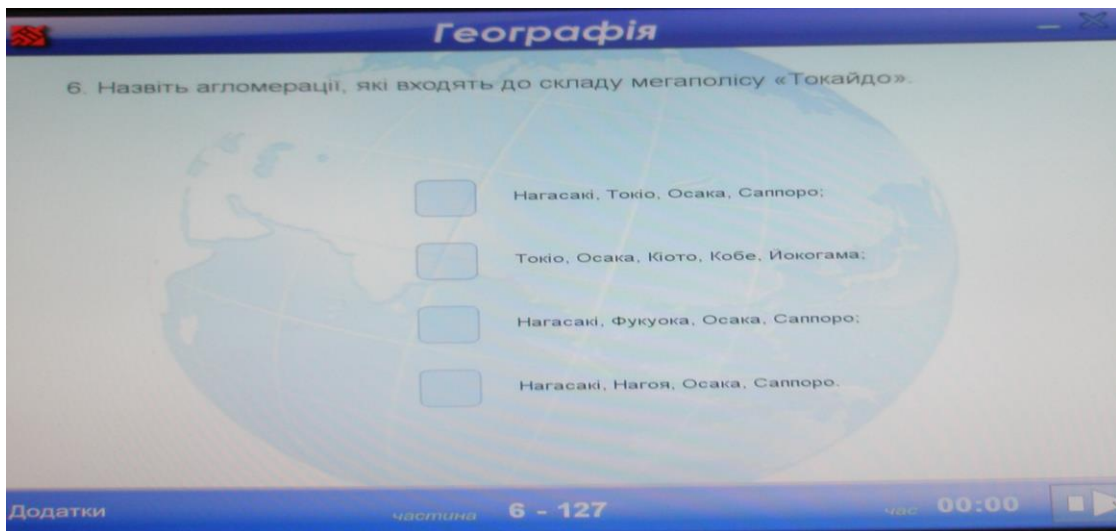 Географія
6. Назвіть агломерації, які входять до складу мегаполісу «Токайдо».
Нагасакі, Токіо, Осака, Саппоро;
Токіо, Осака, Кіото, Кобе, Йокогама;
Нагасакі, Фукуока, Осака, Саппоро;
Нагасакі, Нагоя, Осака, Саппоро.
Додатки частина 6 - 127 час 00:00